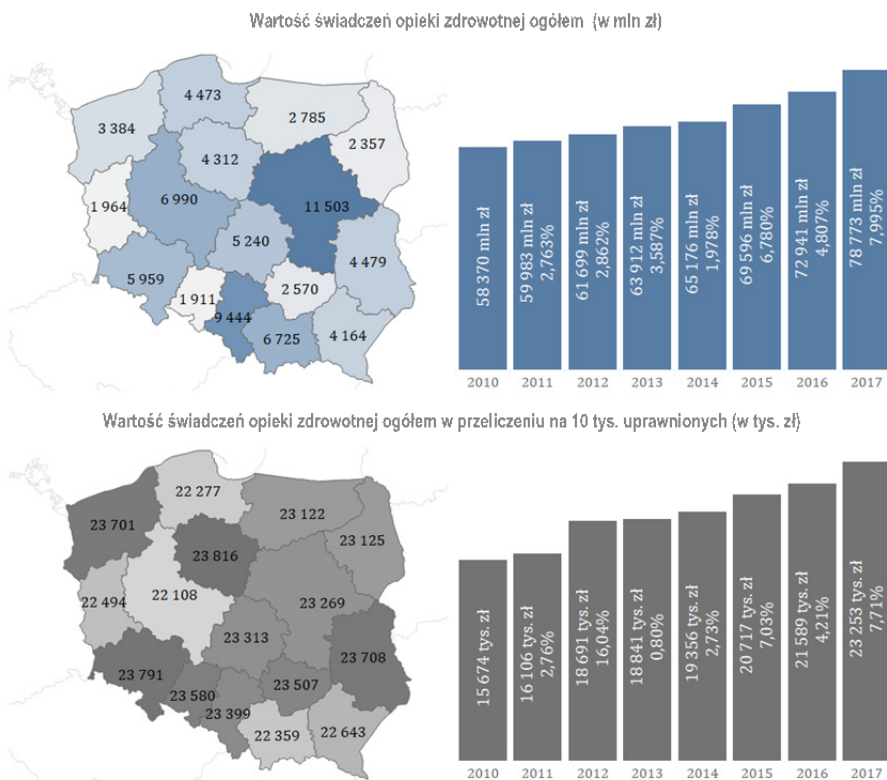 Wartość świadczeń opieki zdrowotnej ogółem (w mln zł)
4 473
3 384
2 785
2 357
4 312
6 990
1 964
11 503
5 240
4 479
5 959
1 911
2 570
9 444
6 725
4 164
58 370 mln zł
59 983 mln zł
2,763%
61 699 mln zł
2,862%
63 912 mln zł
3,587%
65 176 mln zł
1,978%
69 596 mln zł
6,780%
72 941 mln zł
4,807%
78 773 mln zł
7,995%
2010 2011 2012 2013 2014 2015 2016 2017
Wartość świadczeń opieki zdrowotnej ogółem w przeliczeniu na 10 tys. uprawnionych (w tys. zł)
22 277
23 701
23 122
23 125
23 816
22 108
22 494
23 269
23 313
23 708
23 791
23 580
23 507
23 399
22 359
22 643
15 674 tys. zł
16 106 tys. zł
2,76%
18 691 tys. zł
16,04%
18 841 tys. zł
0,80%
19 356 tys. zł
2,73%
20 717 tys. zł
7,03%
21 589 tys. zł
4,21%
23 253 tys. zł
7,71%
2010 2011 2012 2013 2014 2015 2016 2017